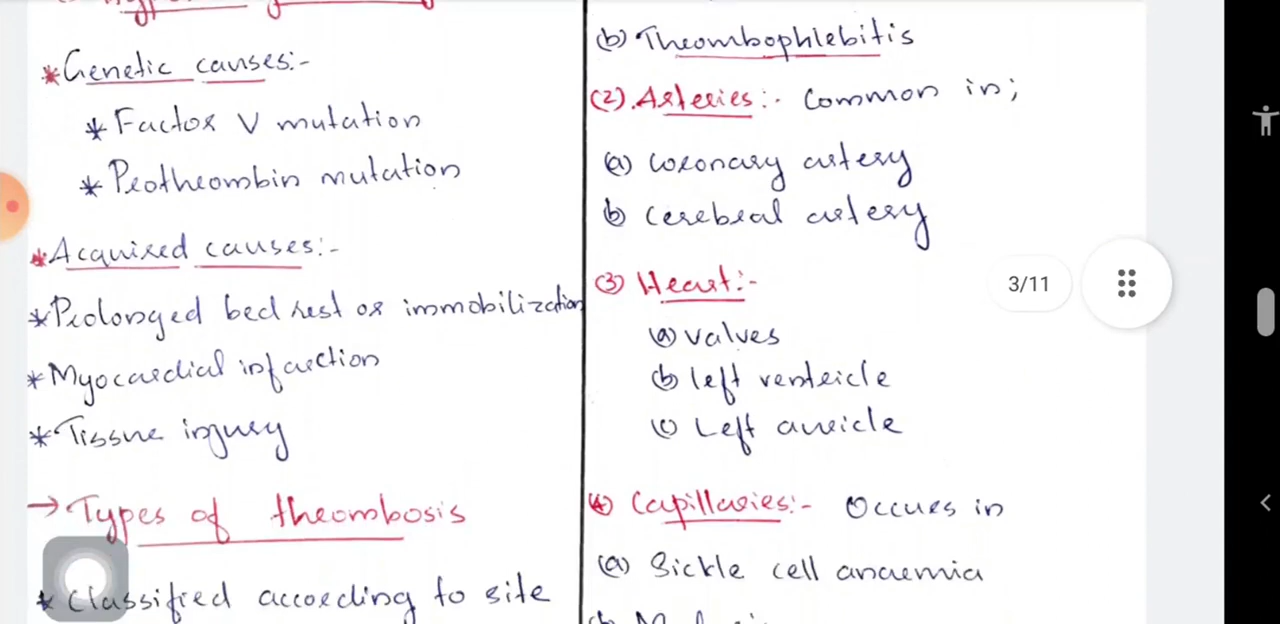 * Genetic causes:-
* Factor V mutation
* Prothrombin mutation
* Acquired causes:-
* Prolonged bed rest or immobilization
* Myocardial infarction
* Tissue injury
→ Types of thrombosis
* Classified according to site
(b) Thrombophlebitis
(2). Arteries:- Common in;
(a) coronary artery
(b) cerebral artery
(3) Heart:-
(a) valves
(b) left ventricle
(c) Left auricle
(4) Capillaries:- Occurs in
(a) Sickle cell anaemia
3/11